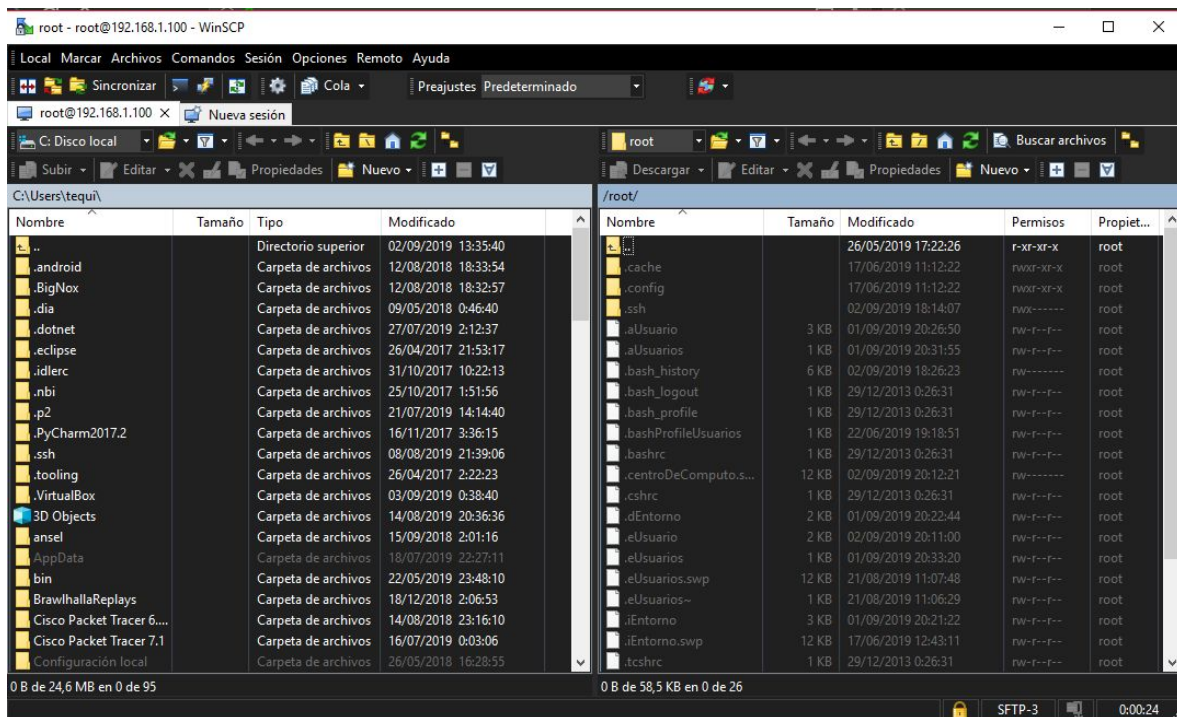 root - root@192.168.1.100 - WinSCP
Local Marcar Archivos Comandos Sesión Opciones Remoto Ayuda
Sincronizar Cola Preajustes Predeterminado
root@192.168.1.100 Nueva sesión
C: Disco local root Buscar archivos
Subir Editar Propiedades Nuevo Descargar Editar Propiedades Nuevo
C:\Users\tequi\ /root/
Nombre Tamaño Tipo Modificado Nombre Tamaño Modificado Permisos Propiet...
.. Directorio superior 02/09/2019 13:35:40 .. 26/05/2019 17:22:26 r-xr-xr-x root
.android Carpeta de archivos 12/08/2018 18:33:54 .cache 17/06/2019 11:12:22 rwxr-xr-x root
.BigNox Carpeta de archivos 12/08/2018 18:32:57 .config 17/06/2019 11:12:22 rwxr-xr-x root
.dia Carpeta de archivos 09/05/2018 0:46:40 .ssh 02/09/2019 18:14:07 rwx------ root
.dotnet Carpeta de archivos 27/07/2019 2:12:37 .aUsuario 3 KB 01/09/2019 20:26:50 rw-r--r-- root
.eclipse Carpeta de archivos 26/04/2017 21:53:17 .aUsuarios 1 KB 01/09/2019 20:31:55 rw-r--r-- root
.idlerc Carpeta de archivos 31/10/2017 10:22:13 .bash_history 6 KB 02/09/2019 18:26:23 rw------- root
.nbi Carpeta de archivos 25/10/2017 1:51:56 .bash_logout 1 KB 29/12/2013 0:26:31 rw-r--r-- root
.p2 Carpeta de archivos 21/07/2019 14:14:40 .bash_profile 1 KB 29/12/2013 0:26:31 rw-r--r-- root
.PyCharm2017.2 Carpeta de archivos 16/11/2017 3:36:15 .bashProfileUsuarios 1 KB 22/06/2019 19:18:51 rw-r--r-- root
.ssh Carpeta de archivos 08/08/2019 21:39:06 .bashrc 1 KB 29/12/2013 0:26:31 rw-r--r-- root
.tooling Carpeta de archivos 26/04/2017 2:22:23 .centroDeComputo.s... 12 KB 02/09/2019 20:12:21 rw------- root
.VirtualBox Carpeta de archivos 03/09/2019 0:38:40 .cshrc 1 KB 29/12/2013 0:26:31 rw-r--r-- root
3D Objects Carpeta de archivos 14/08/2019 20:36:36 .dEntorno 2 KB 01/09/2019 20:22:44 rw-r--r-- root
ansel Carpeta de archivos 15/09/2018 2:01:16 .eUsuario 2 KB 02/09/2019 20:11:00 rw-r--r-- root
AppData Carpeta de archivos 18/07/2019 22:27:11 .eUsuarios 1 KB 01/09/2019 20:33:20 rw-r--r-- root
bin Carpeta de archivos 22/05/2019 23:48:10 .eUsuarios.swp 12 KB 21/08/2019 11:07:48 rw-r--r-- root
BrawlhallaReplays Carpeta de archivos 18/12/2018 2:06:53 .eUsuarios~ 1 KB 21/08/2019 11:06:29 rw-r--r-- root
Cisco Packet Tracer 6.... Carpeta de archivos 14/08/2018 23:16:10 .iEntorno 3 KB 01/09/2019 20:21:22 rw-r--r-- root
Cisco Packet Tracer 7.1 Carpeta de archivos 16/07/2019 0:03:06 .iEntorno.swp 12 KB 17/06/2019 12:43:11 rw-r--r-- root
Configuración local Carpeta de archivos 26/05/2018 16:28:55 .tcshrc 1 KB 29/12/2013 0:26:31 rw-r--r-- root
0 B de 24,6 MB en 0 de 95 0 B de 58,5 KB en 0 de 26
SFTP-3 0:00:24